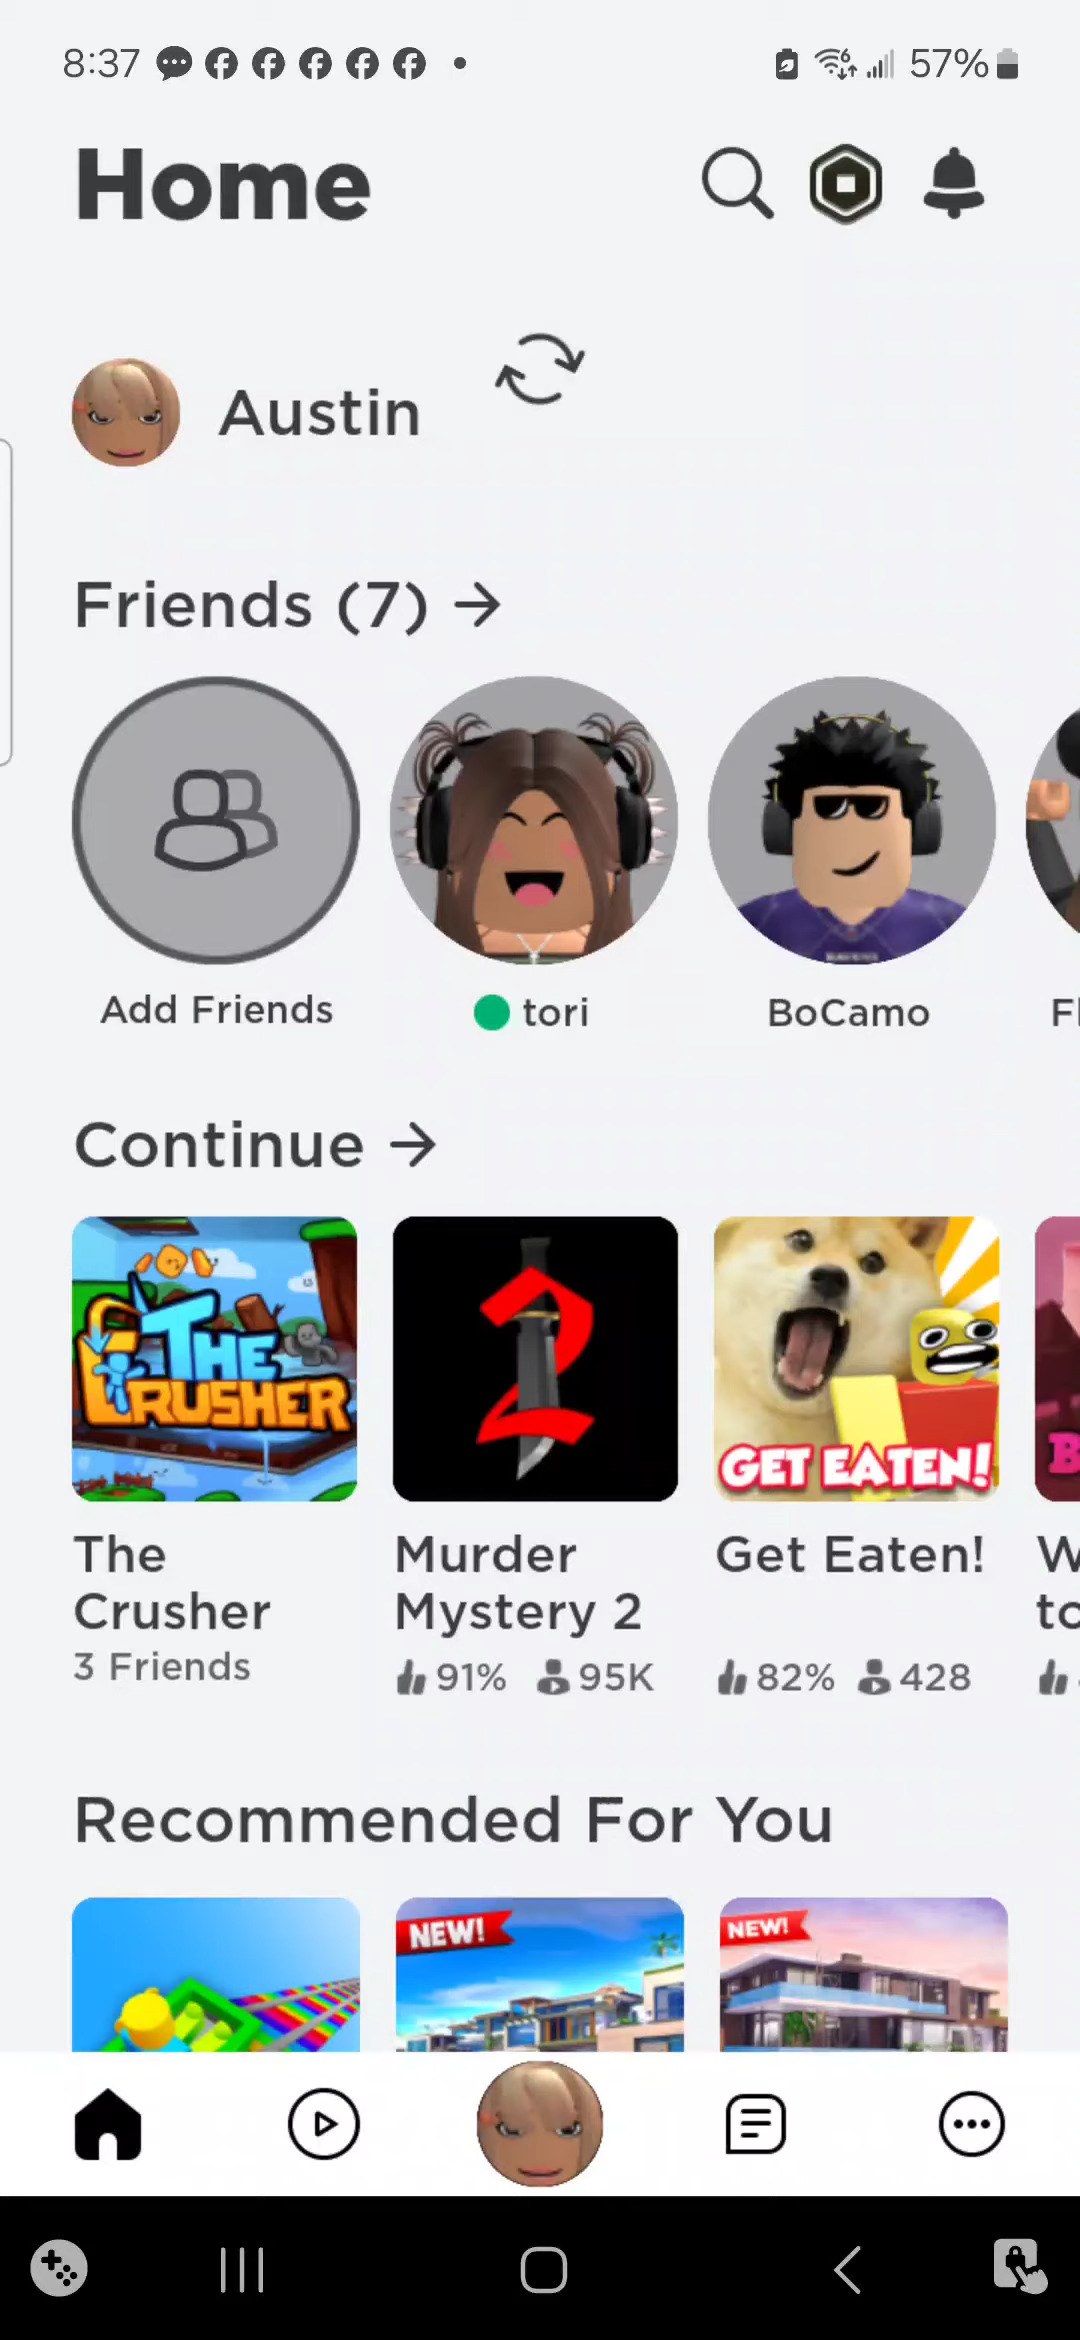 8:37 57%
Home
Austin
Friends (7) →
Add Friends
tori
BoCamo
Continue →
THE CRUSHER
2
GET EATEN!
The Crusher
3 Friends
Murder Mystery 2
91% 95K
Get Eaten!
82% 428
Recommended For You
NEW!
NEW!